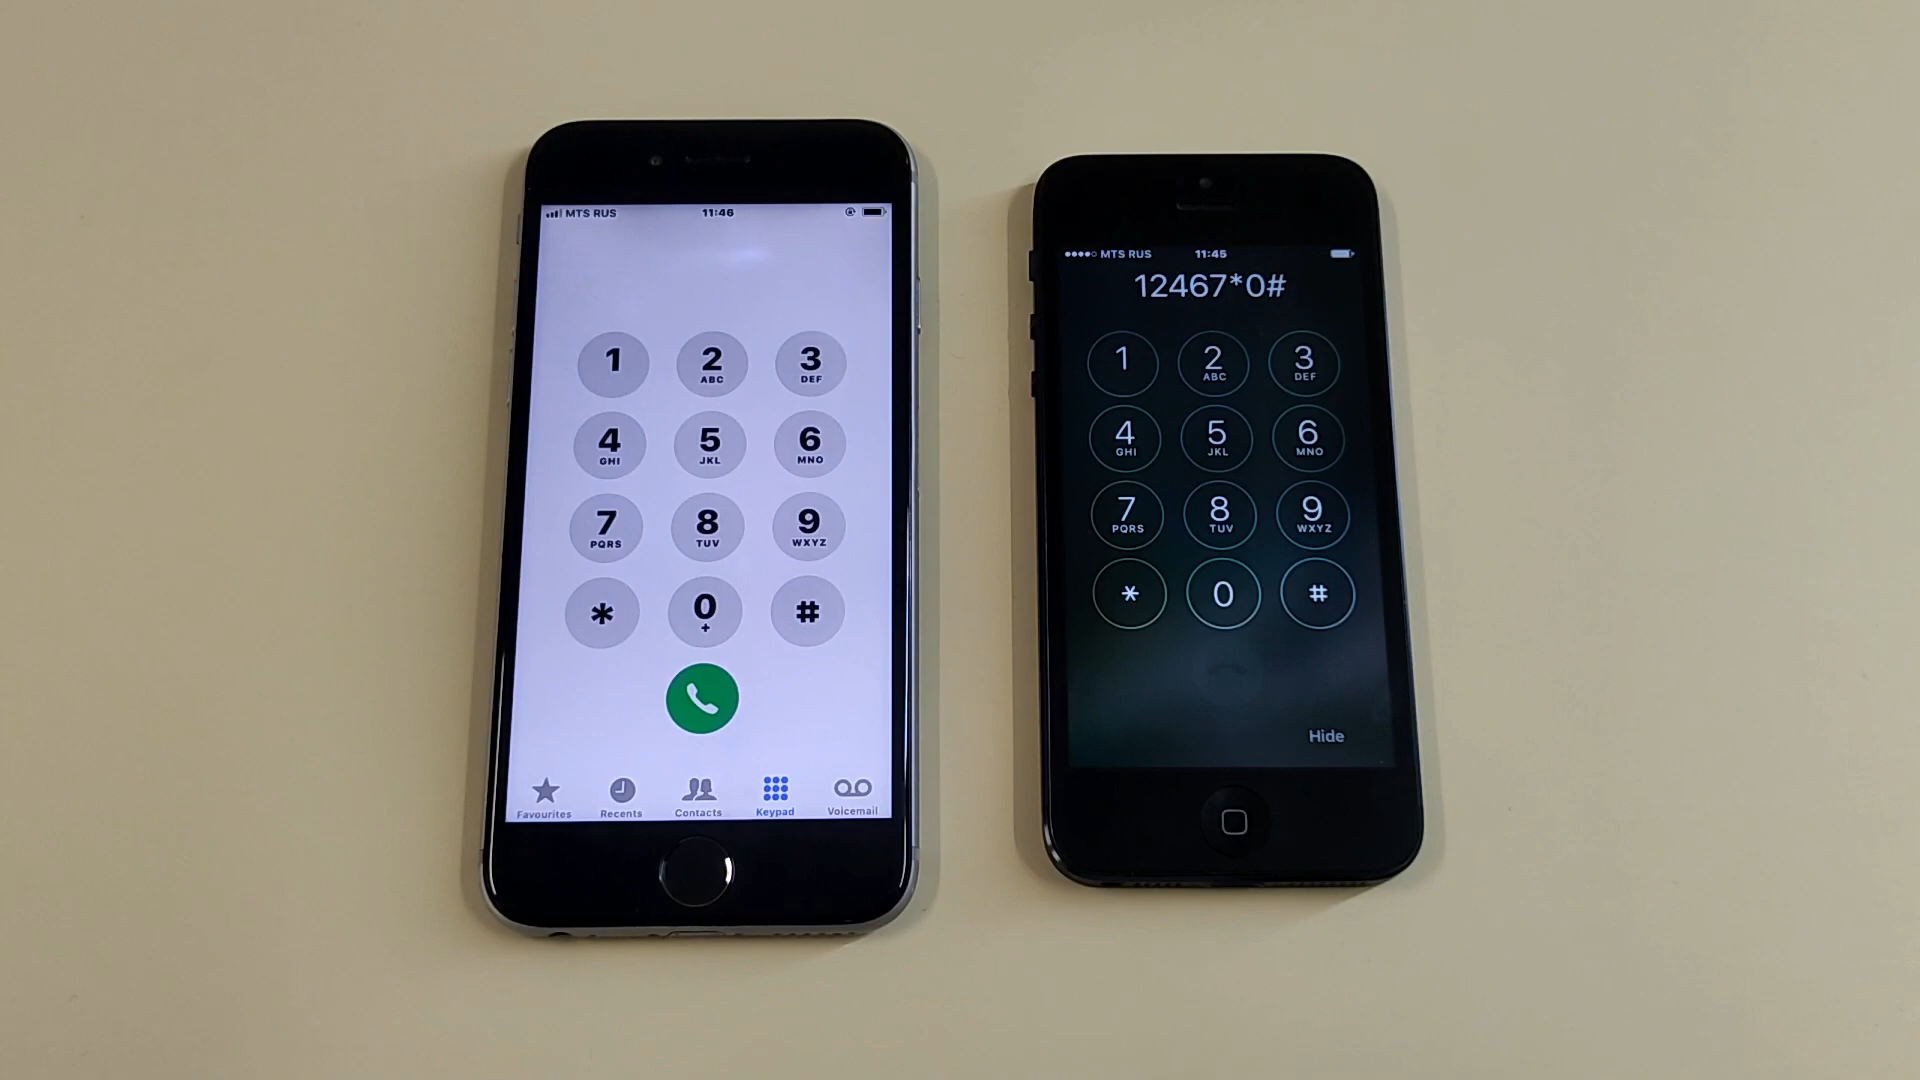 MTS RUS 11:46
1 2 3
ABC DEF
4 5 6
GHI JKL MNO
7 8 9
PQRS TUV WXYZ
* 0 #
+
Favourites Recents Contacts Keypad Voicemail
MTS RUS 11:45
12467*0#
1 2 3
ABC DEF
4 5 6
GHI JKL MNO
7 8 9
PQRS TUV WXYZ
* 0 #
Hide